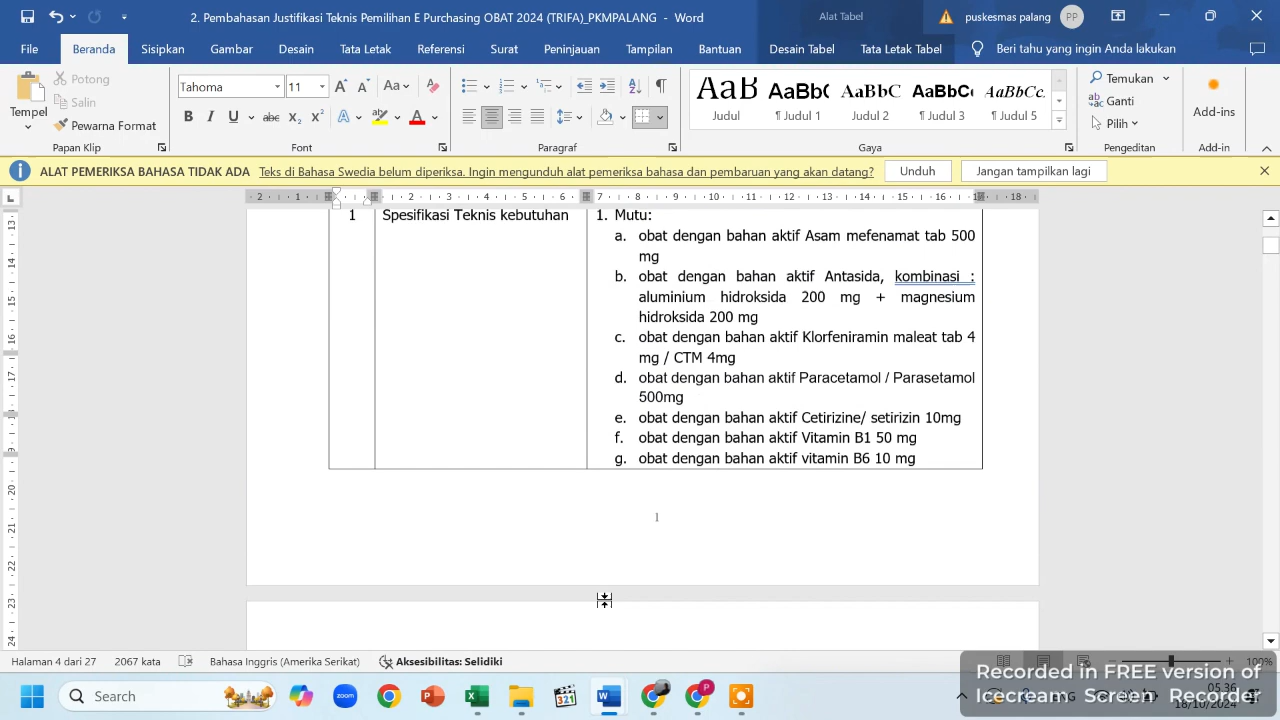 2. Pembahasan Justifikasi Teknis Pemilihan E Purchasing OBAT 2024 (TRIFA)_PKMPALANG - Word
Alat Tabel
puskesmas palang
PP
File
Beranda
Sisipkan
Gambar
Desain
Tata Letak
Referensi
Surat
Peninjauan
Tampilan
Bantuan
Desain Tabel
Tata Letak Tabel
Beri tahu yang ingin Anda lakukan
Tempel
Potong
Salin
Pewarna Format
Papan Klip
Tahoma
11
Font
Paragraf
AaB
Judul
AaBb(
¶ Judul 1
AaBbC
Judul 2
AaBbC
¶ Judul 3
AaBbCc.
¶ Judul 5
Gaya
Temukan
Ganti
Pilih
Pengeditan
Add-ins
Add-in
ALAT PEMERIKSA BAHASA TIDAK ADA
Teks di Bahasa Swedia belum diperiksa. Ingin mengunduh alat pemeriksa bahasa dan pembaruan yang akan datang?
Unduh
Jangan tampilkan lagi
1
Spesifikasi Teknis kebutuhan
1. Mutu:
a. obat dengan bahan aktif Asam mefenamat tab 500
mg
b. obat dengan bahan aktif Antasida, kombinasi :
aluminium hidroksida 200 mg + magnesium
hidroksida 200 mg
c. obat dengan bahan aktif Klorfeniramin maleat tab 4
mg / CTM 4mg
d. obat dengan bahan aktif Paracetamol / Parasetamol
500mg
e. obat dengan bahan aktif Cetirizine/ setirizin 10mg
f. obat dengan bahan aktif Vitamin B1 50 mg
g. obat dengan bahan aktif vitamin B6 10 mg
1
Halaman 4 dari 27
2067 kata
Bahasa Inggris (Amerika Serikat)
Aksesibilitas: Selidiki
100%
Search
zoom
05.36
18/10/2024
Recorded in FREE version of
Icecream Screen Recorder